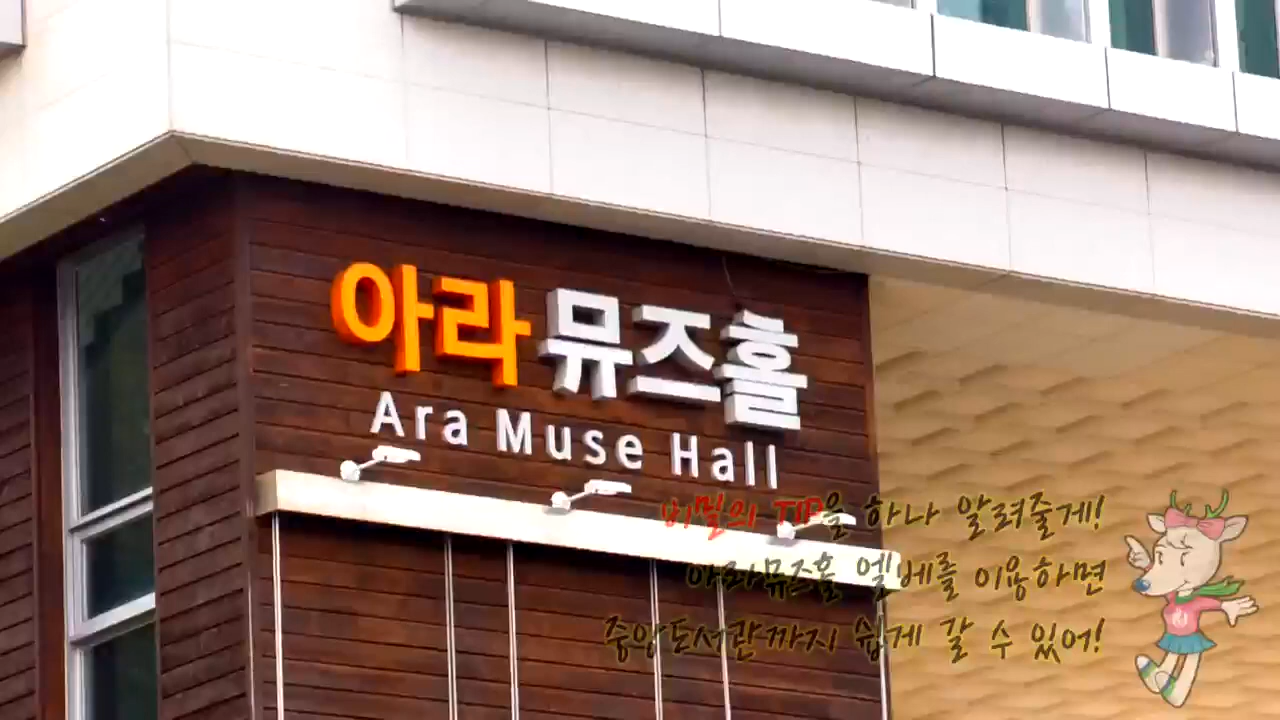 아라 뮤즈홀
Ara Muse Hall
비밀의 TIP을 하나 알려줄게!
아라뮤즈홀 엘베를 이용하면
중앙도서관까지 쉽게 갈 수 있어!